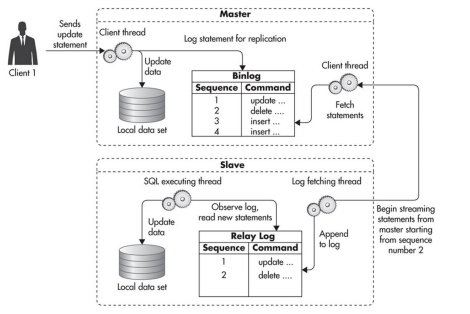 Master
Sends
update
statement
Client 1
Client thread
Log statement for replication
Update
data
Local data set
Binlog
Sequence Command
1 update ...
2 delete ....
3 insert ...
4 insert ...
Client thread
Fetch
statements
Slave
SQL executing thread
Log fetching thread
Observe log,
read new statements
Update
data
Local data set
Relay Log
Sequence Command
1 update ...
2 delete ....
Append
to log
Begin streaming
statements from
master starting
from sequence
number 2